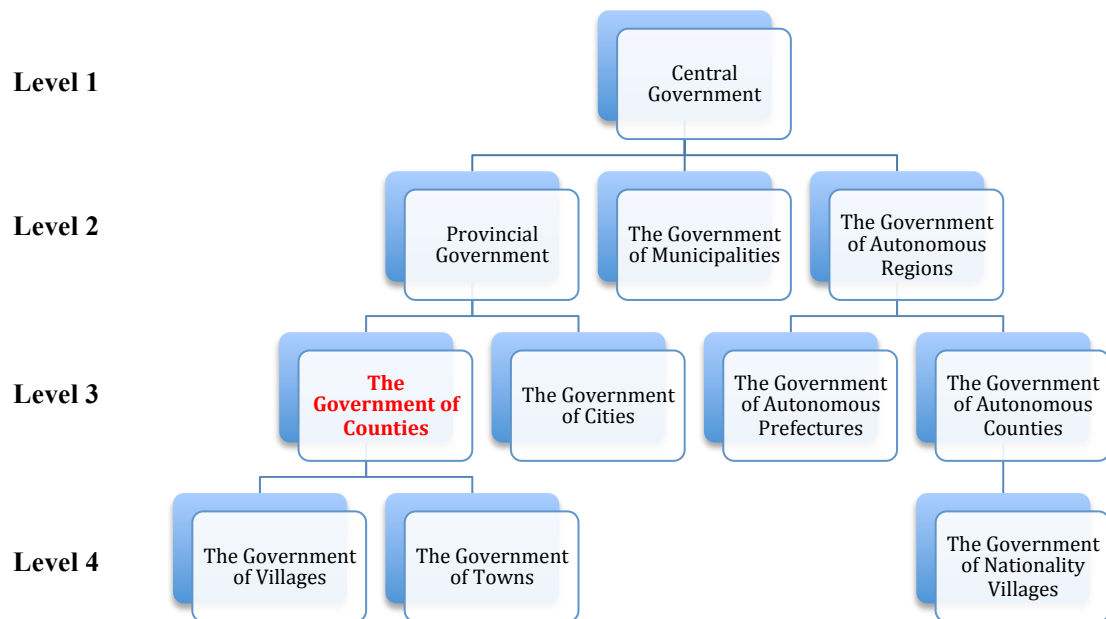 Level 1
Central
Government
Level 2
Provincial
Government
The Government
of Municipalities
The Government
of Autonomous
Regions
Level 3
The
Government of
Counties
The Government
of Cities
The Government
of Autonomous
Prefectures
The Government
of Autonomous
Counties
Level 4
The Government
of Villages
The Government
of Towns
The Government
of Nationality
Villages